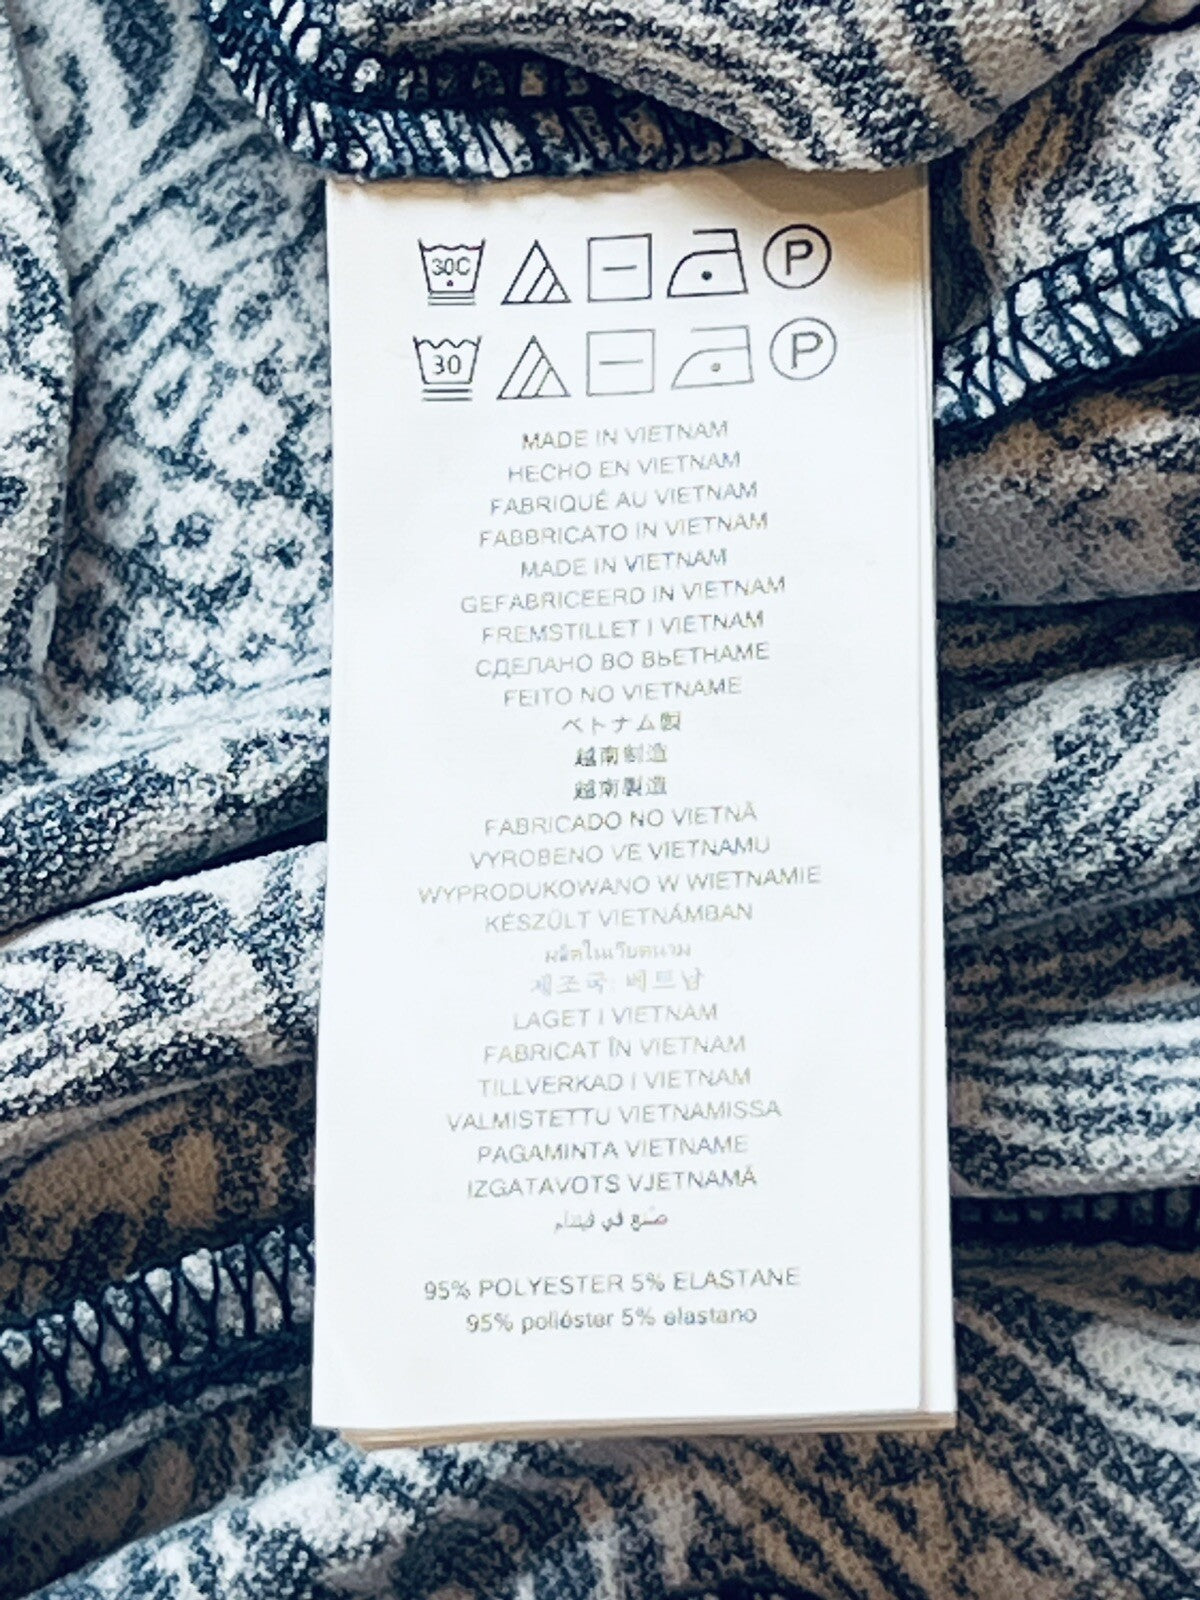 30C P
30 P
MADE IN VIETNAM
HECHO EN VIETNAM
FABRIQUÉ AU VIETNAM
FABBRICATO IN VIETNAM
MADE IN VIETNAM
GEFABRICEERD IN VIETNAM
FREMSTILLET I VIETNAM
СДЕЛАНО ВО ВЬЕТНАМЕ
FEITO NO VIETNAME
ベトナム製
越南制造
越南製造
FABRICADO NO VIETNÃ
VYROBENO VE VIETNAMU
WYPRODUKOWANO W WIETNAMIE
KÉSZÜLT VIETNÁMBAN
ผลิตในเวียดนาม
제조국: 베트남
LAGET I VIETNAM
FABRICAT ÎN VIETNAM
TILLVERKAD I VIETNAM
VALMISTETTU VIETNAMISSA
PAGAMINTA VIETNAME
IZGATAVOTS VJETNAMĀ
صنع في فيتنام
95% POLYESTER 5% ELASTANE
95% poliéster 5% elastano